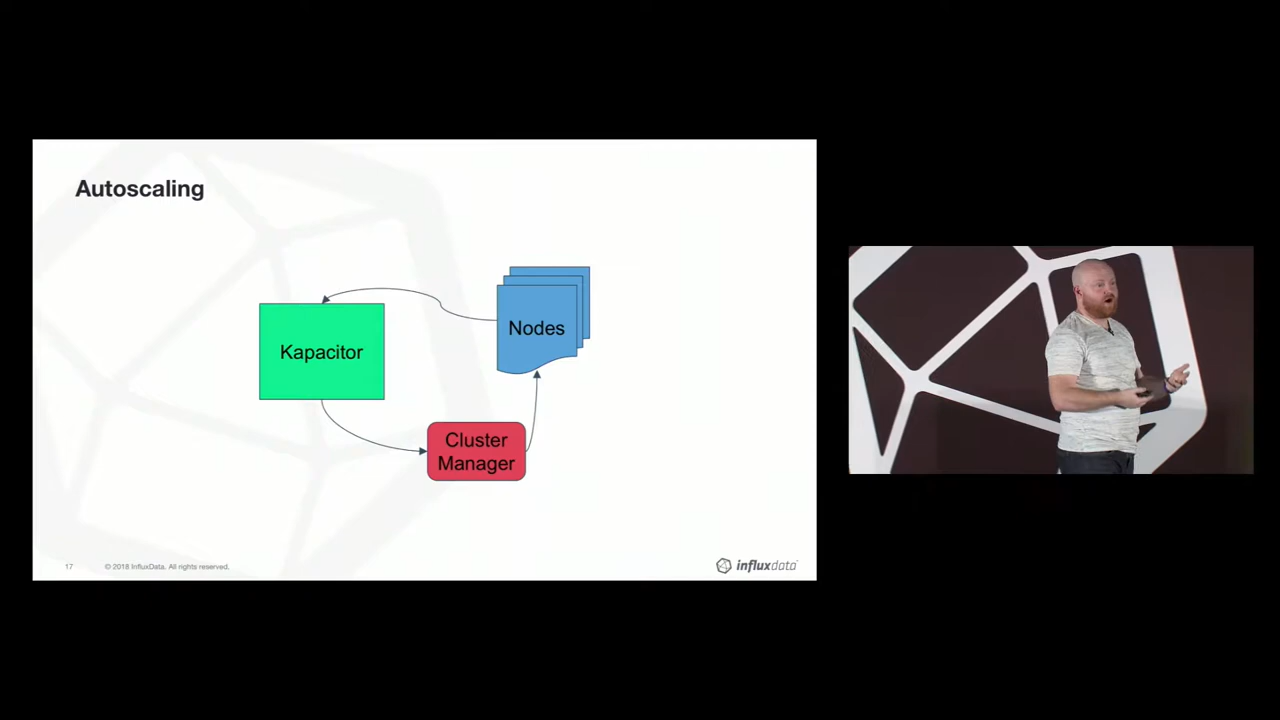 Autoscaling
Kapacitor
Nodes
Cluster
Manager
17
© 2018 InfluxData. All rights reserved.
influxdata